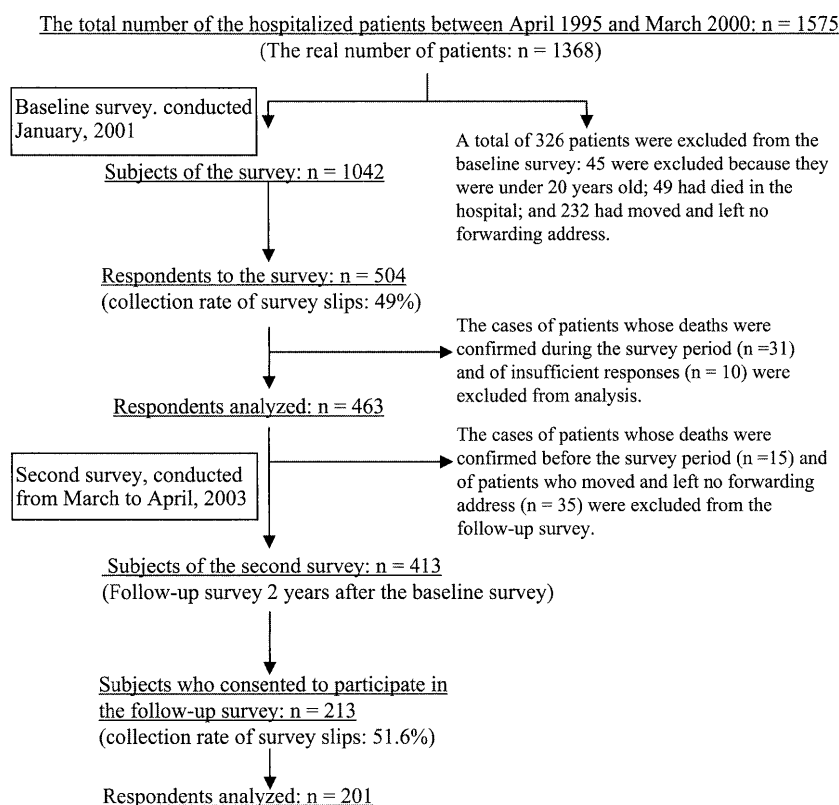 The total number of the hospitalized patients between April 1995 and March 2000: n = 1575
(The real number of patients: n = 1368)
Baseline survey. conducted
January, 2001
A total of 326 patients were excluded from the
baseline survey: 45 were excluded because they
were under 20 years old; 49 had died in the
hospital; and 232 had moved and left no
forwarding address.
Subjects of the survey: n = 1042
Respondents to the survey: n = 504
(collection rate of survey slips: 49%)
The cases of patients whose deaths were
confirmed during the survey period (n =31)
and of insufficient responses (n = 10) were
excluded from analysis.
Respondents analyzed: n = 463
The cases of patients whose deaths were
confirmed before the survey period (n =15) and
of patients who moved and left no forwarding
address (n = 35) were excluded from the
follow-up survey.
Second survey, conducted
from March to April, 2003
Subjects of the second survey: n = 413
(Follow-up survey 2 years after the baseline survey)
Subjects who consented to participate in
the follow-up survey: n = 213
(collection rate of survey slips: 51.6%)
Respondents analyzed: n = 201